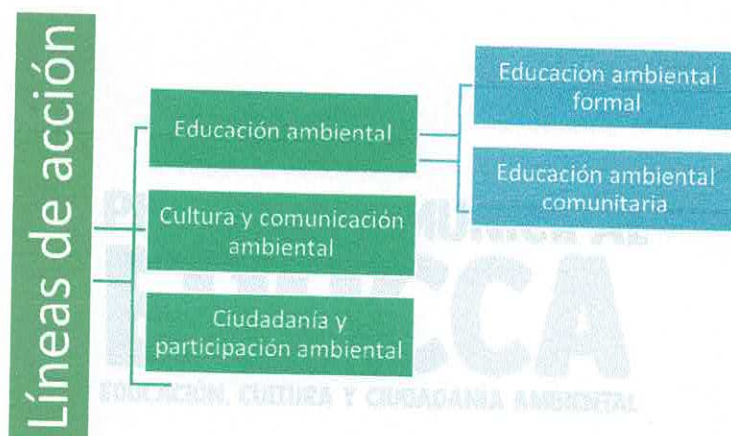 Líneas de acción
Educación ambiental
Cultura y comunicación
ambiental
Ciudadanía y
participación ambiental
Educación ambiental
formal
Educación ambiental
comunitaria
EDUCACIÓN, CULTURA Y CIUDADANÍA AMBIENTAL